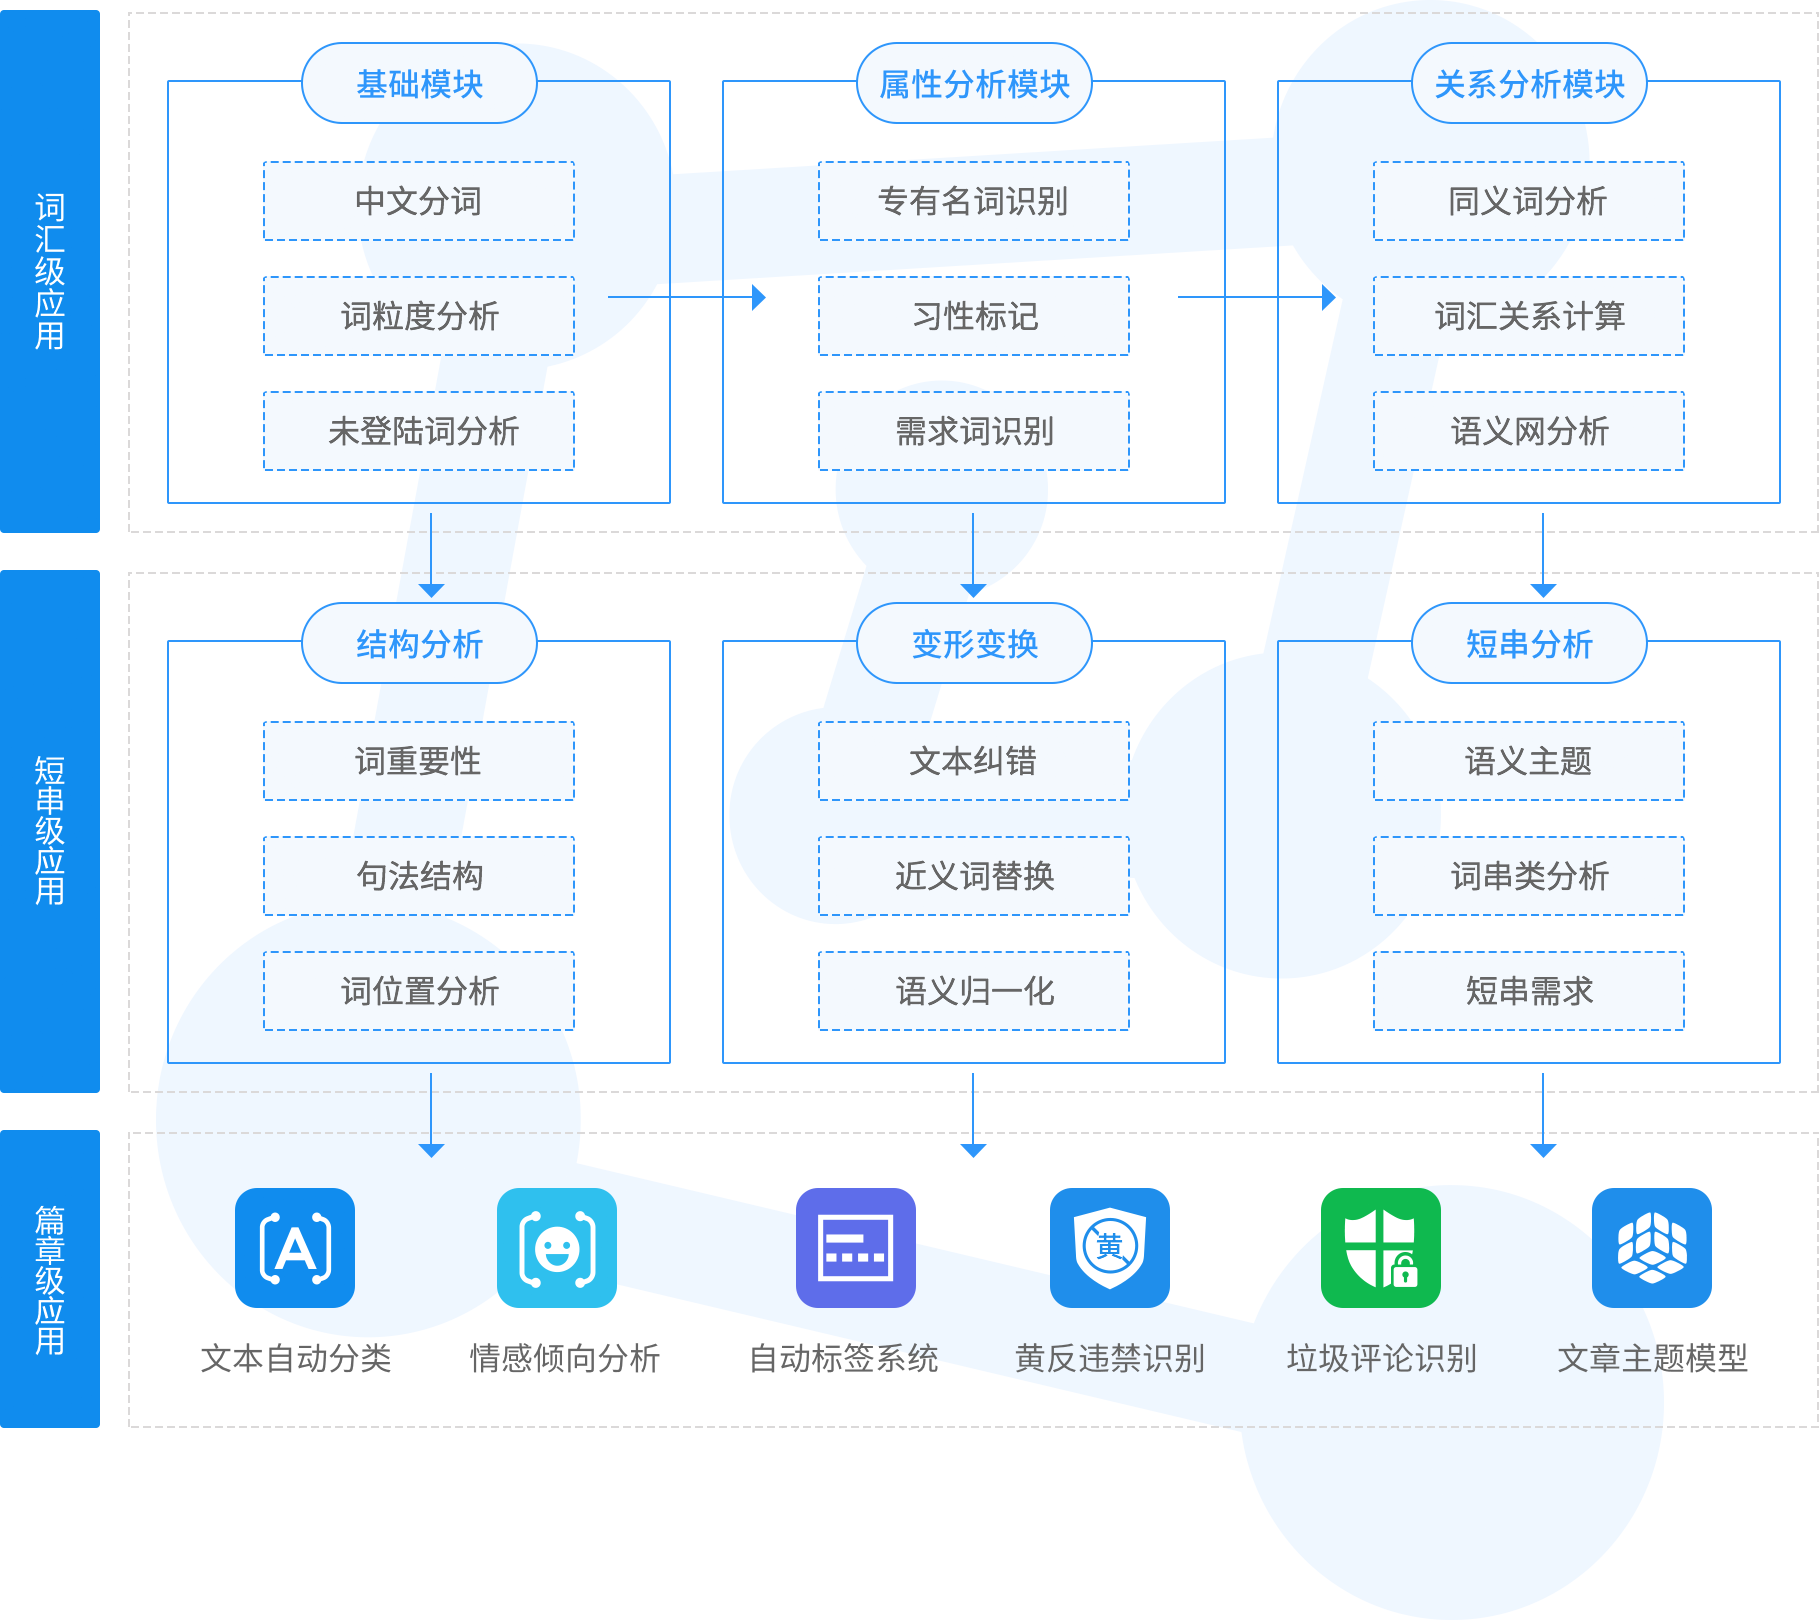 词汇级应用
基础模块
中文分词
词粒度分析
未登陆词分析
属性分析模块
专有名词识别
习性标记
需求词识别
关系分析模块
同义词分析
词汇关系计算
语义网分析
短串级应用
结构分析
词重要性
句法结构
词位置分析
变形变换
文本纠错
近义词替换
语义归一化
短串分析
语义主题
词串类分析
短串需求
篇章级应用
A
文本自动分类
情感倾向分析
自动标签系统
黄
黄反违禁识别
垃圾评论识别
文章主题模型